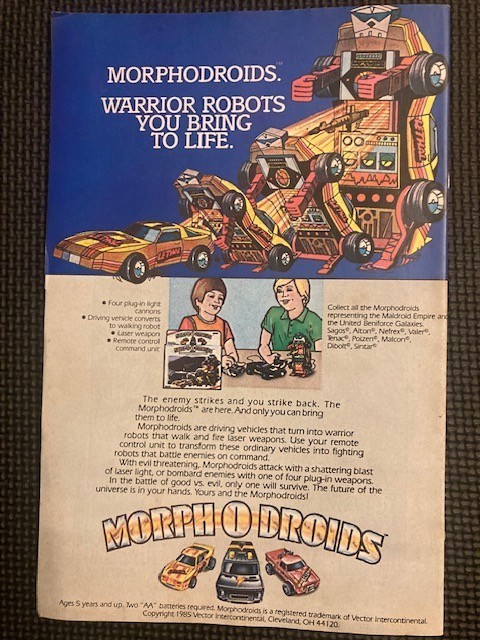 MORPHODROIDS.™
WARRIOR ROBOTS
YOU BRING
TO LIFE.
LETHAL
• Four plug-in light
cannons
• Driving vehicle converts
to walking robot
• Laser weapon
• Remote control
command unit
Collect all the Morphodroids
representing the Maldroid Empire and
the United Beniforce Galaxies.
Sagos©, Alton©, Nefrex©, Valer©,
Tenac©, Poizen©, Malcon©,
Dibolt©, Sintar©
The enemy strikes and you strike back. The
Morphodroids™ are here. And only you can bring
them to life.
Morphodroids are driving vehicles that turn into warrior
robots that walk and fire laser weapons. Use your remote
control unit to transform these ordinary vehicles into fighting
robots that battle enemies on command.
With evil threatening, Morphodroids attack with a shattering blast
of laser light, or bombard enemies with one of four plug-in weapons.
In the battle of good vs. evil, only one will survive. The future of the
universe is in your hands. Yours and the Morphodroids!
MORPH-O-DROIDS™
Ages 5 years and up. Two "AA" batteries required. Morphodroids is a registered trademark of Vector Intercontinental.
Copyright 1985 Vector Intercontinental, Cleveland, OH 44120.